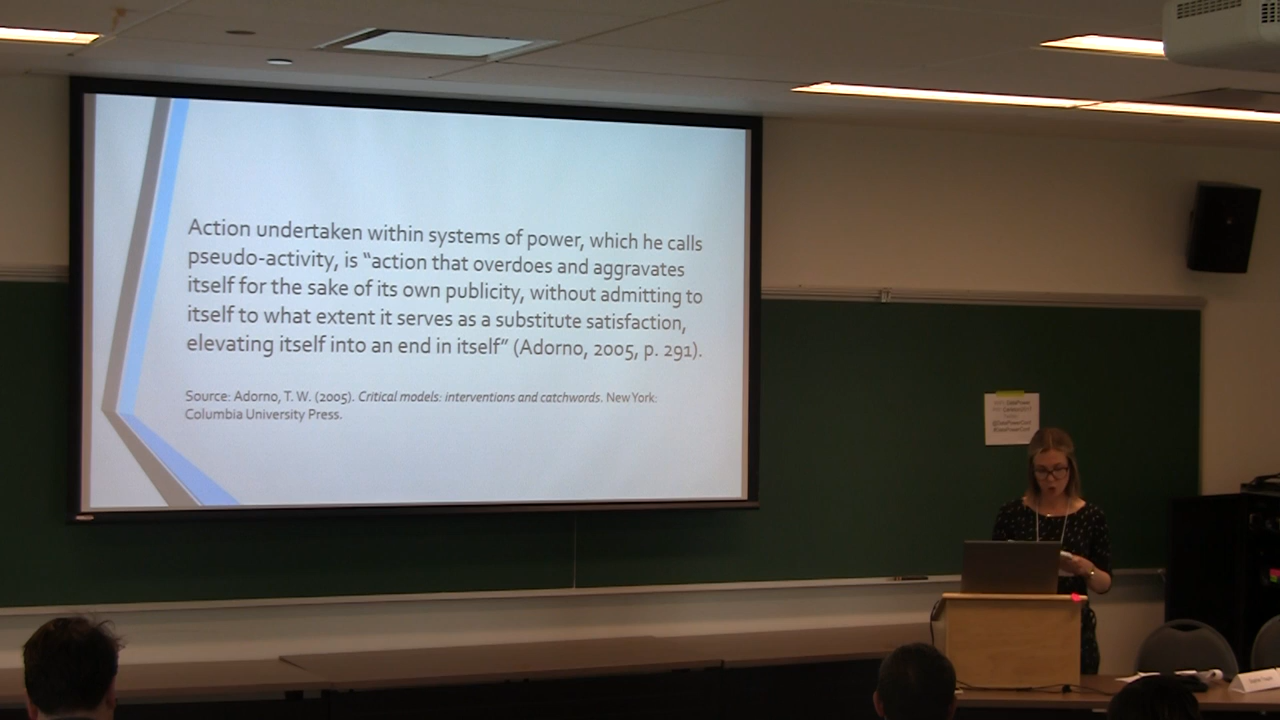 Action undertaken within systems of power, which he calls
pseudo-activity, is “action that overdoes and aggravates
itself for the sake of its own publicity, without admitting to
itself to what extent it serves as a substitute satisfaction,
elevating itself into an end in itself” (Adorno, 2005, p. 291).
Source: Adorno, T. W. (2005). Critical models: interventions and catchwords. New York:
Columbia University Press.